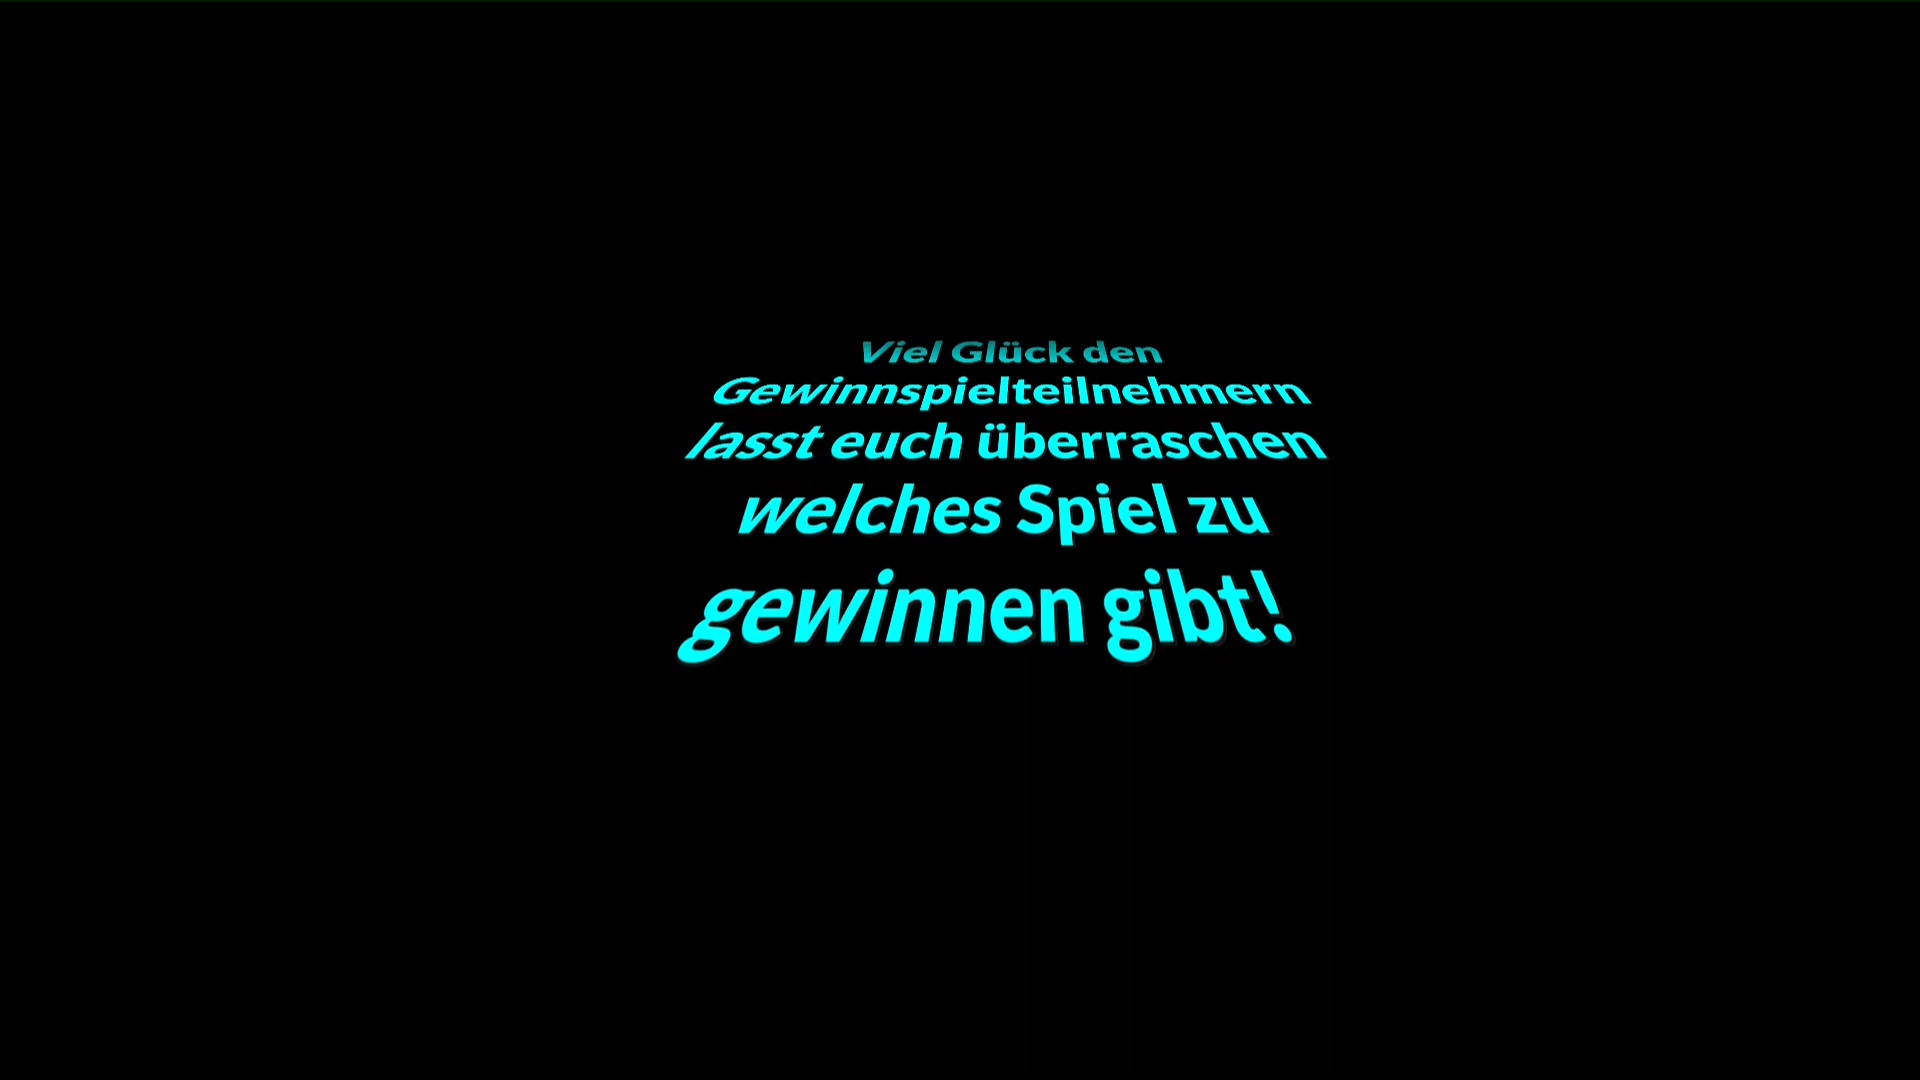 Viel Glück den
Gewinnspielteilnehmern
lasst euch überraschen
welches Spiel zu
gewinnen gibt!